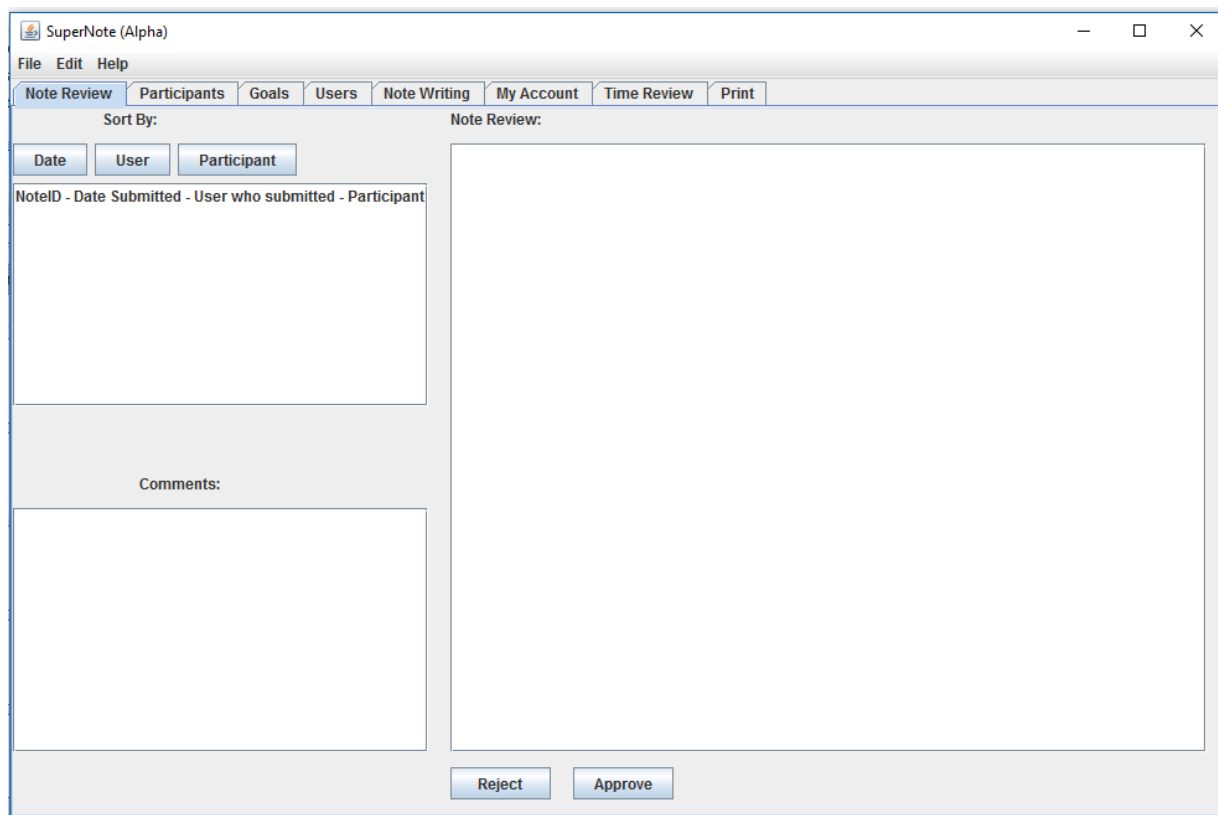 SuperNote (Alpha)
File Edit Help
Note Review Participants Goals Users Note Writing My Account Time Review Print
Sort By:
Date User Participant
NoteID - Date Submitted - User who submitted - Participant
Comments:
Note Review:
Reject Approve